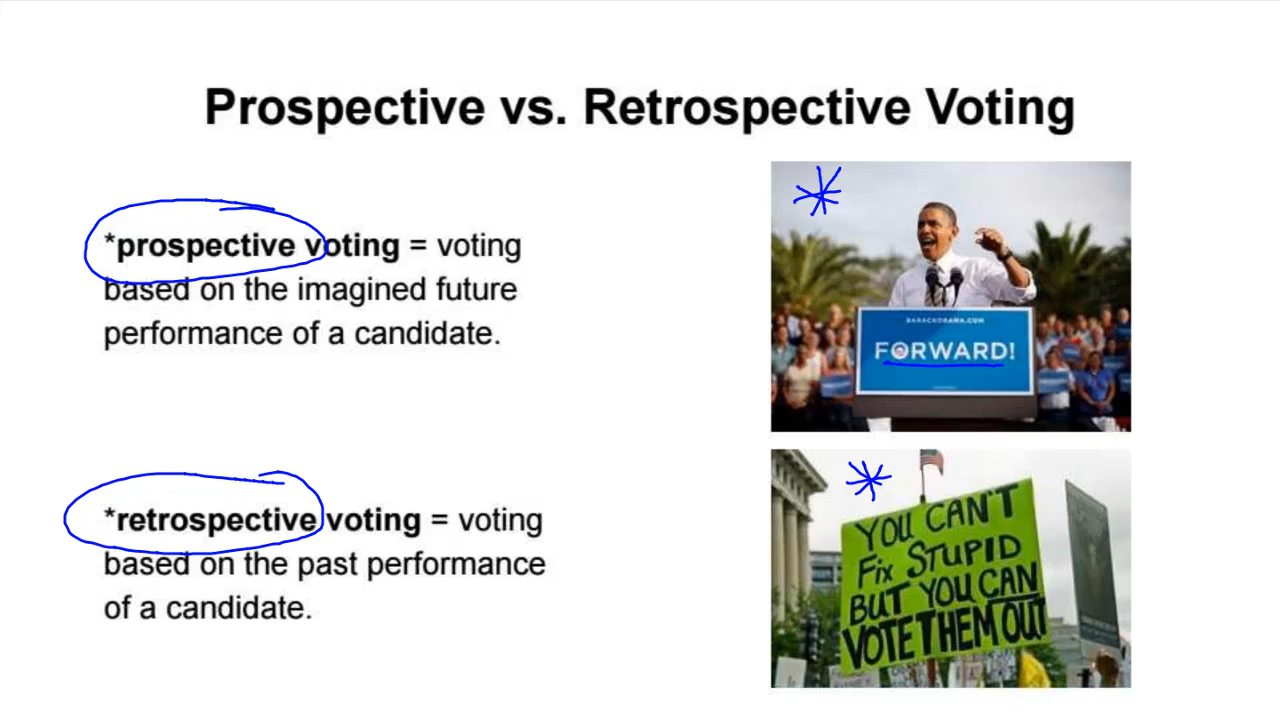 Prospective vs. Retrospective Voting
*prospective voting = voting
based on the imagined future
performance of a candidate.
BARACKOBAMA.COM
FORWARD!
*retrospective voting = voting
based on the past performance
of a candidate.
YOU CAN'T
FIX STUPID
BUT YOU CAN
VOTE THEM OUT